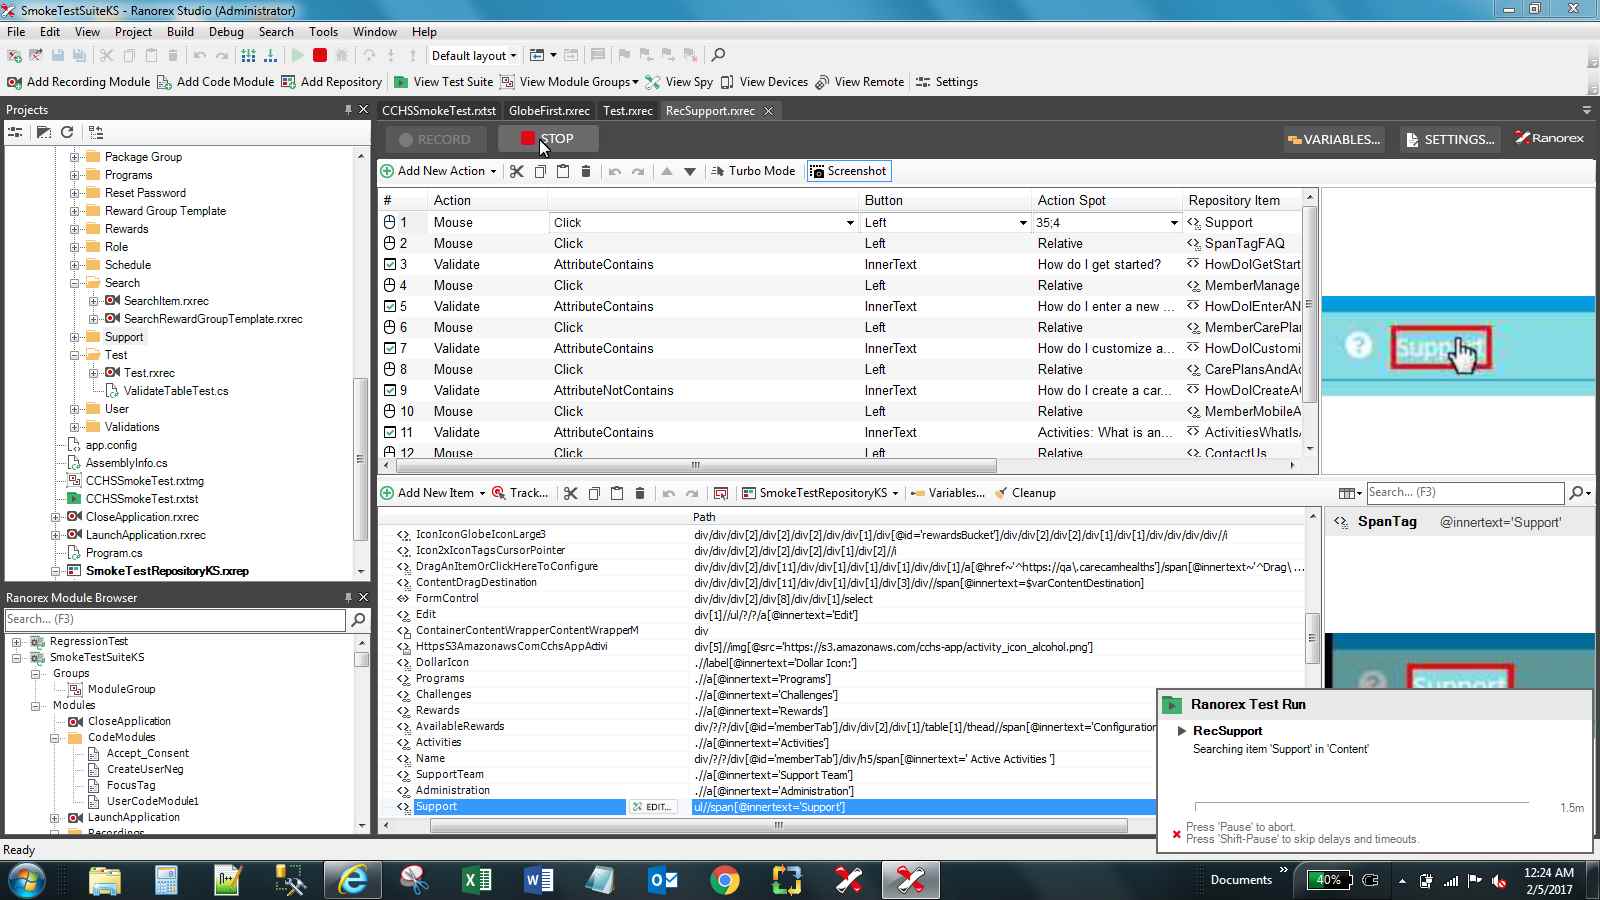 SmokeTestSuiteKS - Ranorex Studio (Administrator)
File Edit View Project Build Debug Search Tools Window Help
Default layout
Add Recording Module Add Code Module Add Repository View Test Suite View Module Groups View Spy View Devices View Remote Settings
Projects
Package Group
Programs
Reset Password
Reward Group Template
Rewards
Role
Schedule
Search
SearchItem.rxrec
SearchRewardGroupTemplate.rxrec
Support
Test
Test.rxrec
ValidateTableTest.cs
User
Validations
app.config
AssemblyInfo.cs
CCHSSmokeTest.rxtmg
CCHSSmokeTest.rxtst
CloseApplication.rxrec
LaunchApplication.rxrec
Program.cs
SmokeTestRepositoryKS.rxrep
Ranorex Module Browser
Search... (F3)
RegressionTest
SmokeTestSuiteKS
Groups
ModuleGroup
Modules
CloseApplication
CodeModules
Accept_Consent
CreateUserNeg
FocusTag
UserCodeModule1
LaunchApplication
Recordings
CCHSSmokeTest.rxtst GlobeFirst.rxrec Test.rxrec RecSupport.rxrec
RECORD STOP VARIABLES... SETTINGS... Ranorex
Add New Action Turbo Mode Screenshot
# Action Button Action Spot Repository Item
1 Mouse Click Left 35;4 Support
2 Mouse Click Left Relative SpanTagFAQ
3 Validate AttributeContains InnerText How do I get started? HowDoIGetStart
4 Mouse Click Left Relative MemberManage
5 Validate AttributeContains InnerText How do I enter a new ... HowDoIEnterAN
6 Mouse Click Left Relative MemberCarePlan
7 Validate AttributeContains InnerText How do I customize a... HowDoICustomi
8 Mouse Click Left Relative CarePlansAndAc
9 Validate AttributeNotContains InnerText How do I create a car... HowDoICreateAC
10 Mouse Click Left Relative MemberMobileA
11 Validate AttributeContains InnerText Activities: What is an... ActivitiesWhatIsA
12 Mouse Click Left Relative ContactUs
Support
Add New Item Track... SmokeTestRepositoryKS Variables... Cleanup Search... (F3)
Path
IconIconGlobeIconLarge3 div/div/div[2]/div[2]/div[2]/div/div[1]/div[@id='rewardsBucket']/div/div[2]/div[2]/div[1]/div[1]/div/div/div/div//i
Icon2xIconTagsCursorPointer div/div/div[2]/div[2]/div[2]/div[1]/div[2]//i
DragAnItemOrClickHereToConfigure div/div/div[2]/div[11]/div/div[1]/div/div[1]/div[1]/a[@href~'^https://qa\.carecamhealths']/span[@innertext~'^Drag\ ...
ContentDragDestination div/div/div[2]/div[11]/div/div[1]/div[1]/div[3]/div//span[@innertext=$varContentDestination]
FormControl div/div/div[2]/div[8]/div/div[1]/select
Edit div[1]//ul/?/?/a[@innertext='Edit']
ContainerContentWrapperContentWrapperM div
HttpsS3AmazonawsComCchsAppActivi div[5]//img[@src='https://s3.amazonaws.com/cchs-app/activity_icon_alcohol.png']
DollarIcon .//label[@innertext='Dollar Icon:']
Programs .//a[@innertext='Programs']
Challenges .//a[@innertext='Challenges']
Rewards .//a[@innertext='Rewards']
AvailableRewards div/?/?/div[@id='memberTab']/div/div[2]/div[1]/table[1]/thead//span[@innertext='Configuration
Activities .//a[@innertext='Activities']
Name div/?/?/div[@id='memberTab']/div/h5/span[@innertext=' Active Activities ']
SupportTeam .//a[@innertext='Support Team']
Administration .//a[@innertext='Administration']
Support EDIT... ul//span[@innertext='Support']
SpanTag @innertext='Support'
Support
Ranorex Test Run
RecSupport
Searching item 'Support' in 'Content'
1.5m
Press 'Pause' to abort.
Press 'Shift-Pause' to skip delays and timeouts.
Ready
Documents 40% 12:24 AM
2/5/2017